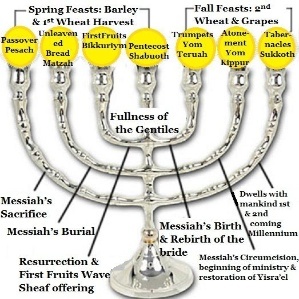 Spring Feasts: Barley
& 1st Wheat Harvest
Fall Feasts: 2nd
Wheat & Grapes
Passover
Pesach
Unleaven
ed
Bread
Matzah
FirstFruits
Bikkuriym
Pentecost
Shabuoth
Trumpets
Yom
Teruah
Atone-
ment
Yom
kippur
Taber-
nacles
Sukkoth
Fullness of
the Gentiles
Messiah's
Sacrifice
Messiah's Burial
Resurrection &
First Fruits Wave
Sheaf offering
Messiah's Birth
& Rebirth of the
bride
Dwells with
mankind 1st
& 2nd
coming
Millennium
Messiah's Circumcision,
beginning of ministry &
restoration of Yisra'el